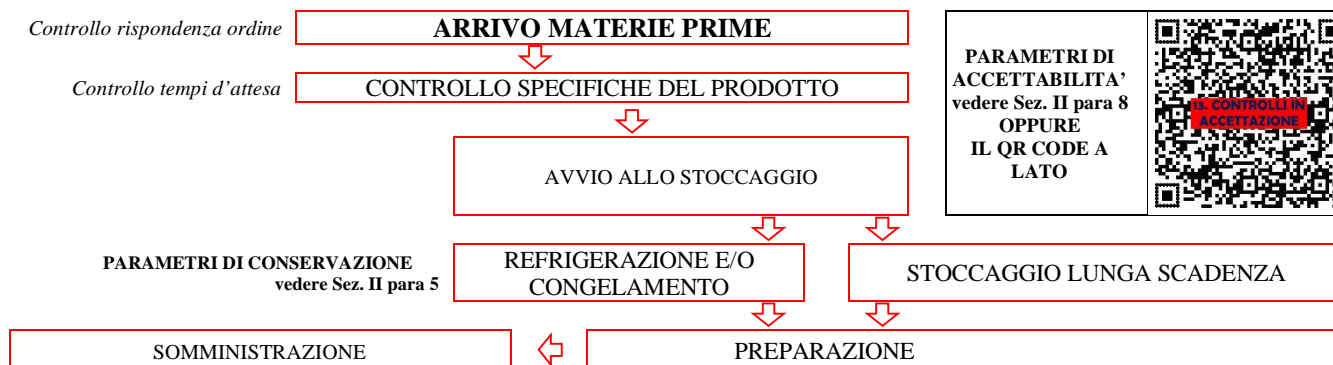 Controllo rispondenza ordine
ARRIVO MATERIE PRIME
Controllo tempi d'attesa
CONTROLLO SPECIFICHE DEL PRODOTTO
PARAMETRI DI
ACCETTABILITA'
vedere Sez. II para 8
OPPURE
IL QR CODE A
LATO
13. CONTROLLI IN
ACCETTAZIONE
AVVIO ALLO STOCCAGGIO
PARAMETRI DI CONSERVAZIONE
vedere Sez. II para 5
REFRIGERAZIONE E/O
CONGELAMENTO
STOCCAGGIO LUNGA SCADENZA
SOMMINISTRAZIONE
PREPARAZIONE